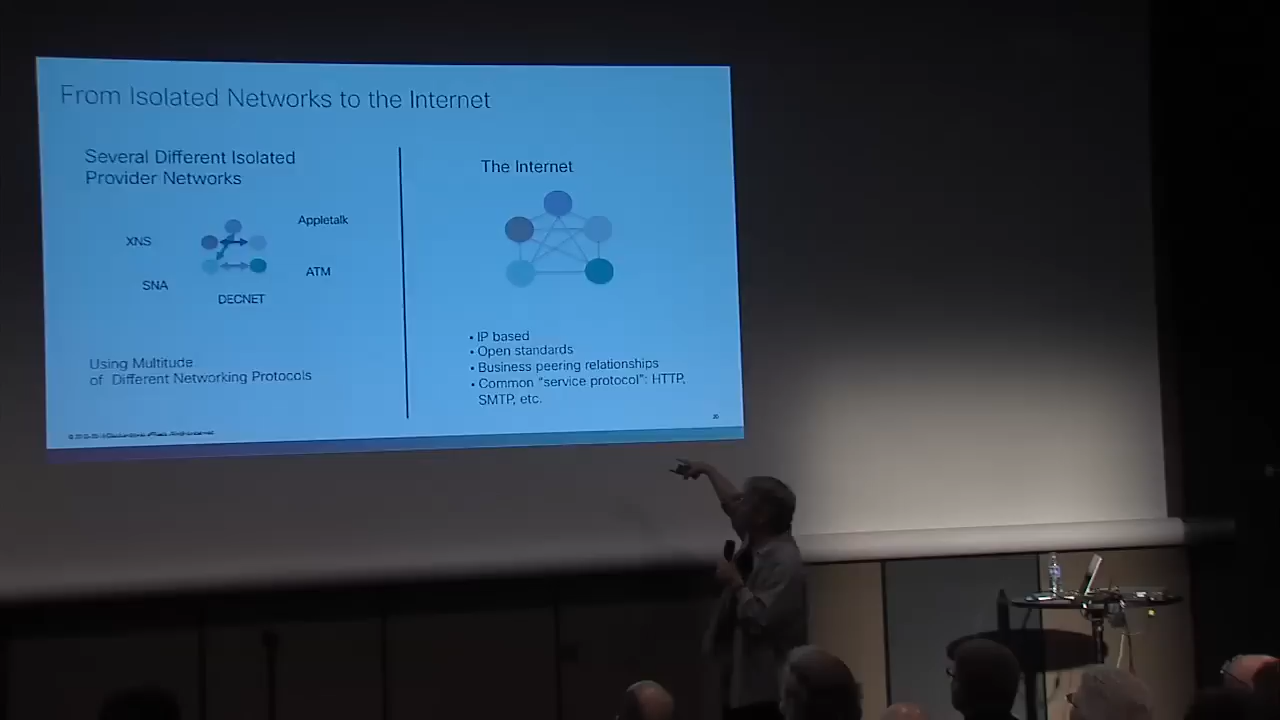 From Isolated Networks to the Internet
Several Different Isolated
Provider Networks
Appletalk
XNS
ATM
SNA
DECNET
Using Multitude
of Different Networking Protocols
The Internet
• IP based
• Open standards
• Business peering relationships
• Common "service protocol": HTTP,
SMTP, etc.